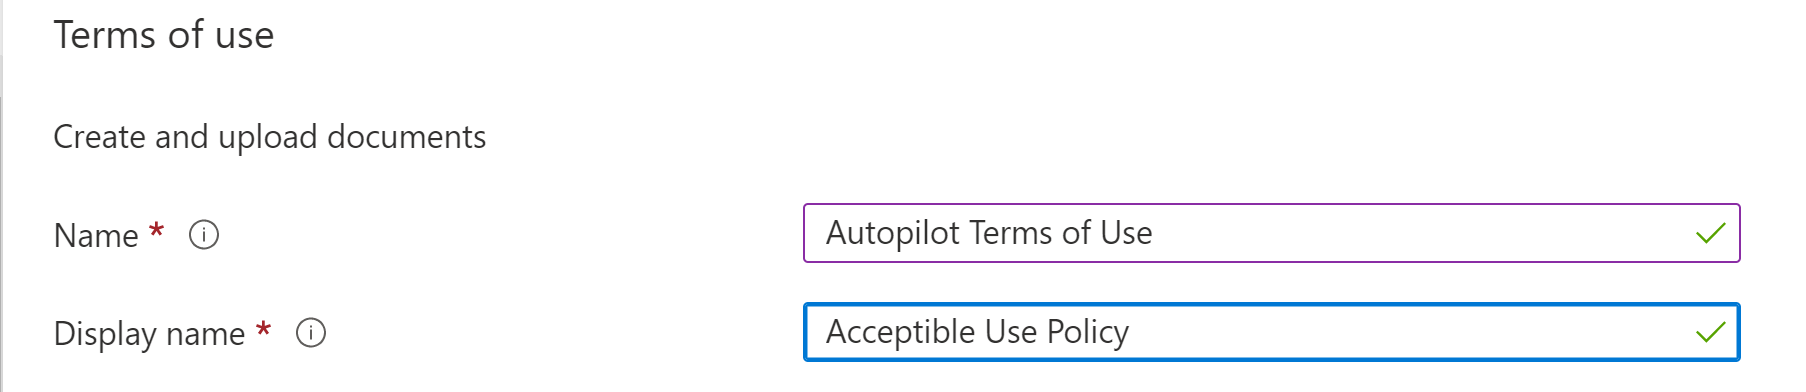 Terms of use
Create and upload documents
Name *
Autopilot Terms of Use
Display name *
Acceptible Use Policy